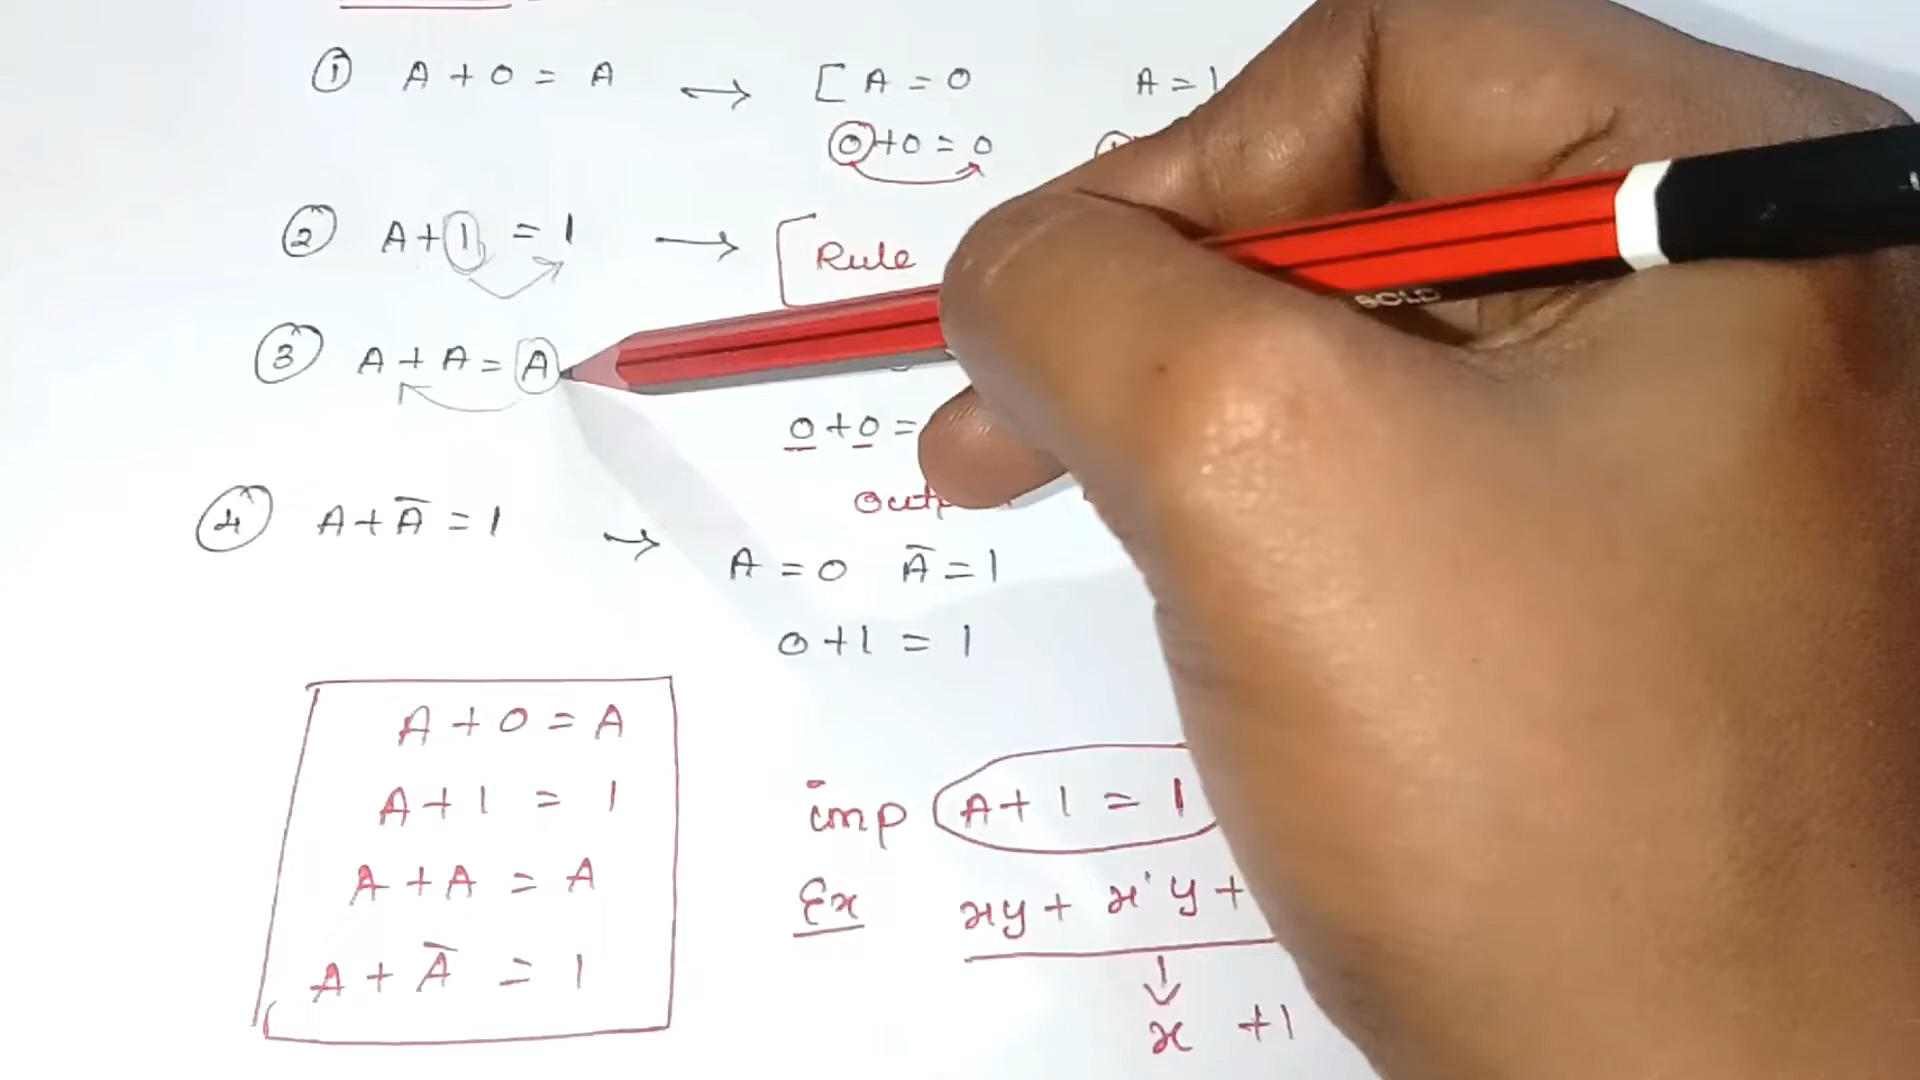 ① A + 0 = A ↔ [ A = 0 A = 1
0 + 0 = 0
② A + 1 = 1 → [ Rule
③ A + A = A
0 + 0 =
④ A + A̅ = 1 → A = 0 A̅ = 1
0 + 1 = 1
A + 0 = A
A + 1 = 1
A + A = A
A + A̅ = 1
imp A + 1 = 1
Ex xy + x'y +
↓
x + 1
BOLD